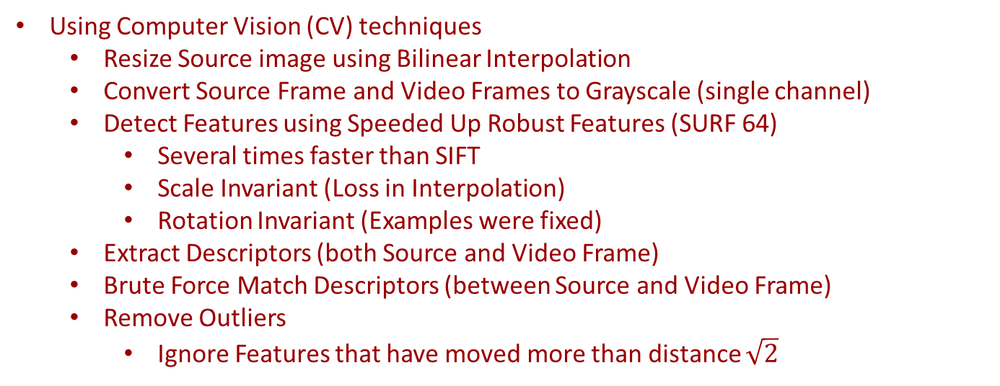 • Using Computer Vision (CV) techniques
• Resize Source image using Bilinear Interpolation
• Convert Source Frame and Video Frames to Grayscale (single channel)
• Detect Features using Speeded Up Robust Features (SURF 64)
• Several times faster than SIFT
• Scale Invariant (Loss in Interpolation)
• Rotation Invariant (Examples were fixed)
• Extract Descriptors (both Source and Video Frame)
• Brute Force Match Descriptors (between Source and Video Frame)
• Remove Outliers
• Ignore Features that have moved more than distance √2